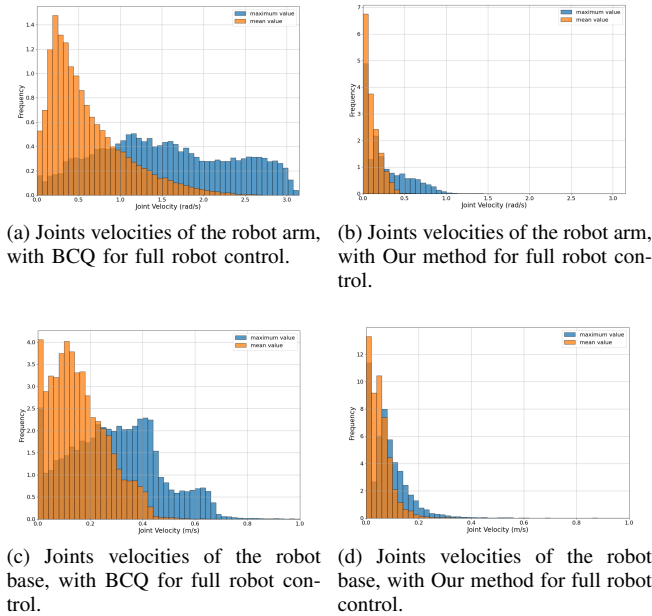 1.4
1.2
1.0
0.8
0.6
0.4
0.2
0.0
Frequency
maximum value
mean value
0.0 0.5 1.0 1.5 2.0 2.5 3.0
Joint Velocity (rad/s)
7
6
5
4
3
2
1
0
Frequency
maximum value
mean value
0.0 0.5 1.0 1.5 2.0 2.5 3.0
Joint Velocity (rad/s)
(a) Joints velocities of the robot arm,
with BCQ for full robot control.
(b) Joints velocities of the robot arm,
with Our method for full robot con-
trol.
4.0
3.5
3.0
2.5
2.0
1.5
1.0
0.5
0.0
Frequency
maximum value
mean value
0.0 0.2 0.4 0.6 0.8 1.0
Joint Velocity (m/s)
12
10
8
6
4
2
0
Frequency
maximum value
mean value
0.0 0.2 0.4 0.6 0.8 1.0
Joint Velocity (m/s)
(c) Joints velocities of the robot
base, with BCQ for full robot con-
trol.
(d) Joints velocities of the robot
base, with Our method for full robot
control.